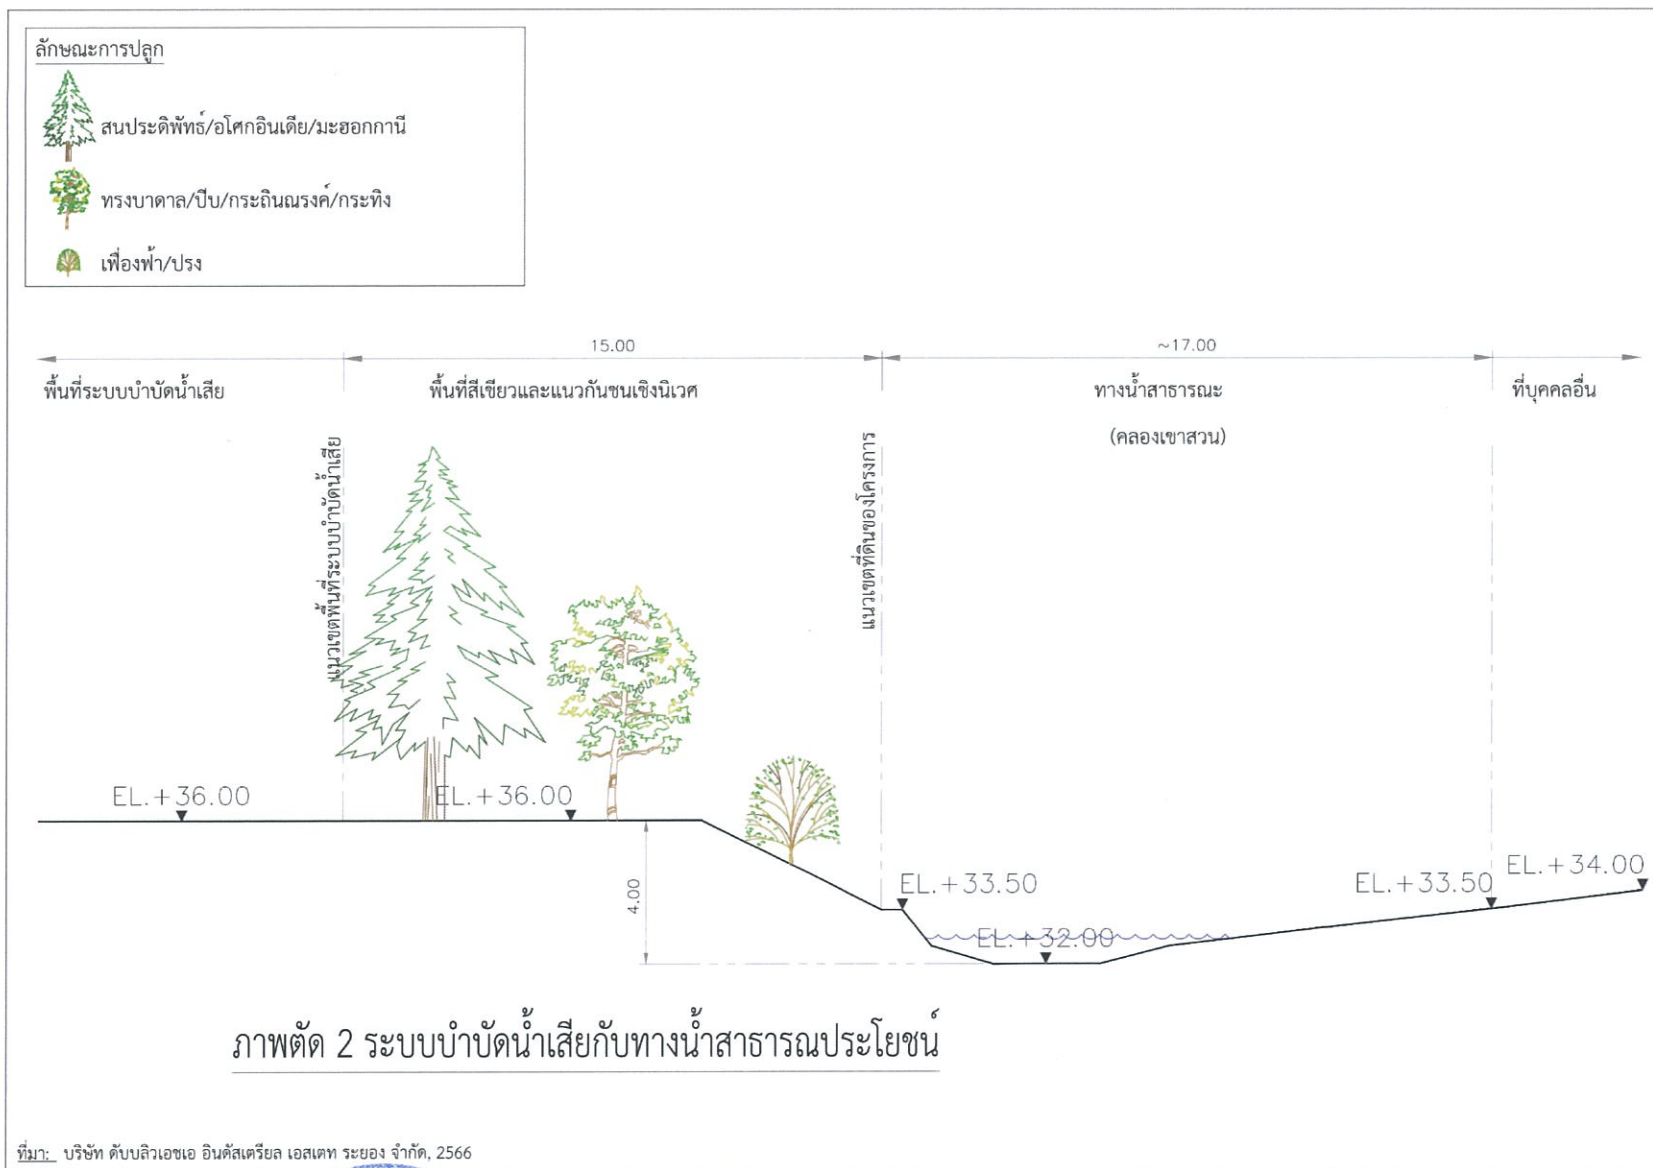 ลักษณะการปลูก
สนประดิพัทธ์/อโศกอินเดีย/มะฮอกกานี
ทรงบาดาล/ปีบ/กระถินณรงค์/กระทิง
เฟื่องฟ้า/ปรง
15.00 ~17.00
พื้นที่ระบบบำบัดน้ำเสีย พื้นที่สีเขียวและแนวกันชนเชิงนิเวศ ทางน้ำสาธารณะ ที่บุคคลอื่น
(คลองเขาสวน)
แนวเขตพื้นที่ระบบบำบัดน้ำเสีย
แนวเขตที่ดินของโครงการ
EL.+36.00 EL.+36.00
EL.+33.50 EL.+33.50 EL.+34.00
4.00
EL.+32.00
ภาพตัด 2 ระบบบำบัดน้ำเสียกับทางน้ำสาธารณประโยชน์
ที่มา: บริษัท ดับบลิวเอชเอ อินดัสเตรียล เอสเตท ระยอง จำกัด, 2566